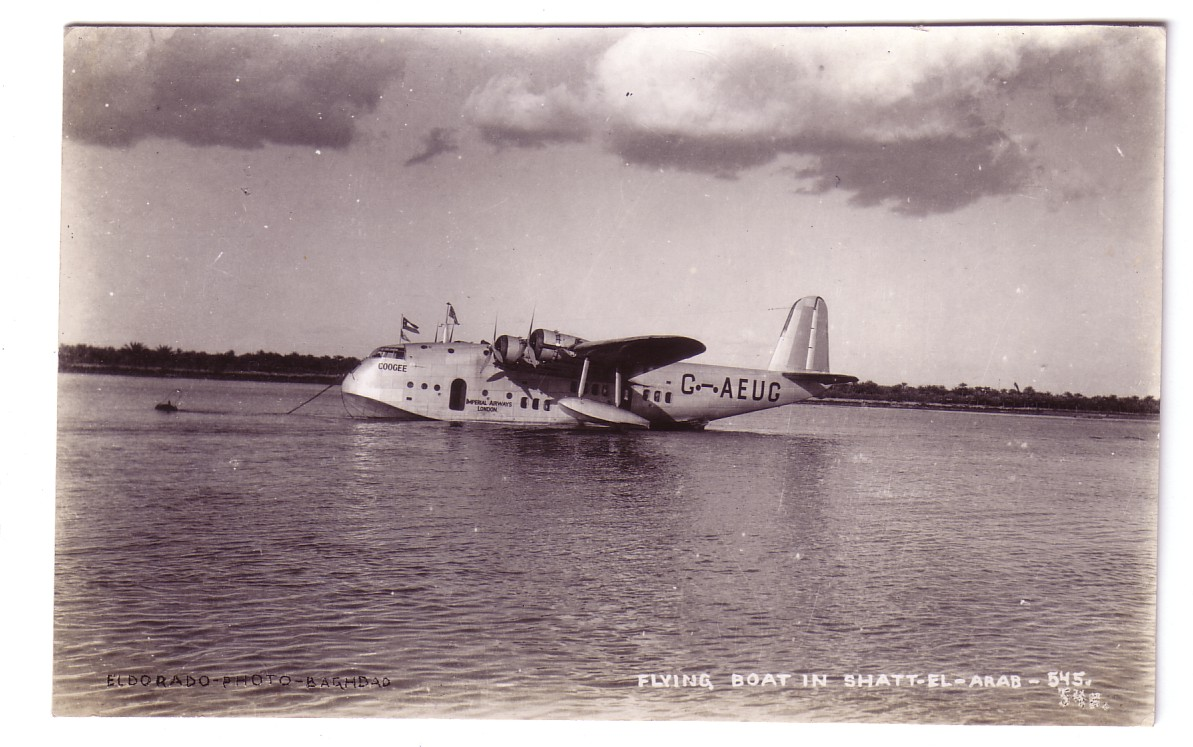 COOGEE
IMPERIAL AIRWAYS
LONDON.
G-AEUG
ELDORADO-PHOTO-BAGHDAD
FLYING BOAT IN SHATT-EL-ARAB-545.